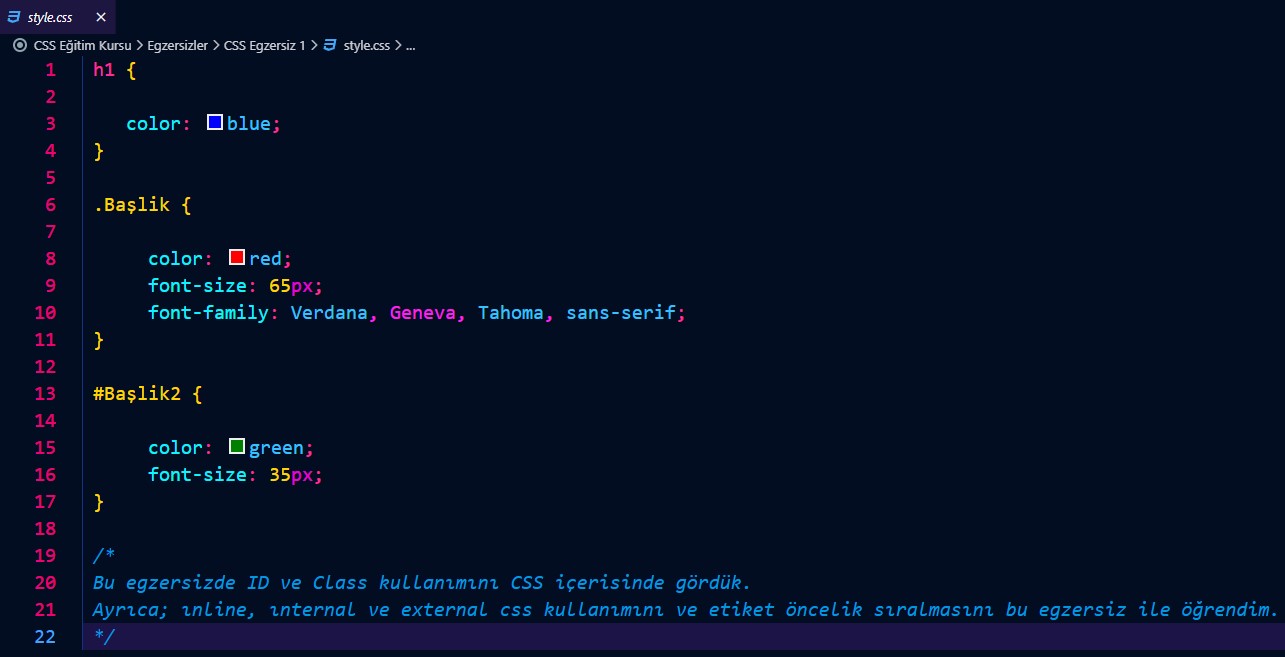 style.css ×
CSS Eğitim Kursu > Egzersizler > CSS Egzersiz 1 > style.css > ...
1 h1 {
2
3 color: blue;
4 }
5
6 .Başlik {
7
8 color: red;
9 font-size: 65px;
10 font-family: Verdana, Geneva, Tahoma, sans-serif;
11 }
12
13 #Başlik2 {
14
15 color: green;
16 font-size: 35px;
17 }
18
19 /*
20 Bu egzersizde ID ve Class kullanımını CSS içerisinde gördük.
21 Ayrıca; ınline, ınternal ve external css kullanımını ve etiket öncelik sıralmasını bu egzersiz ile öğrendim.
22 */